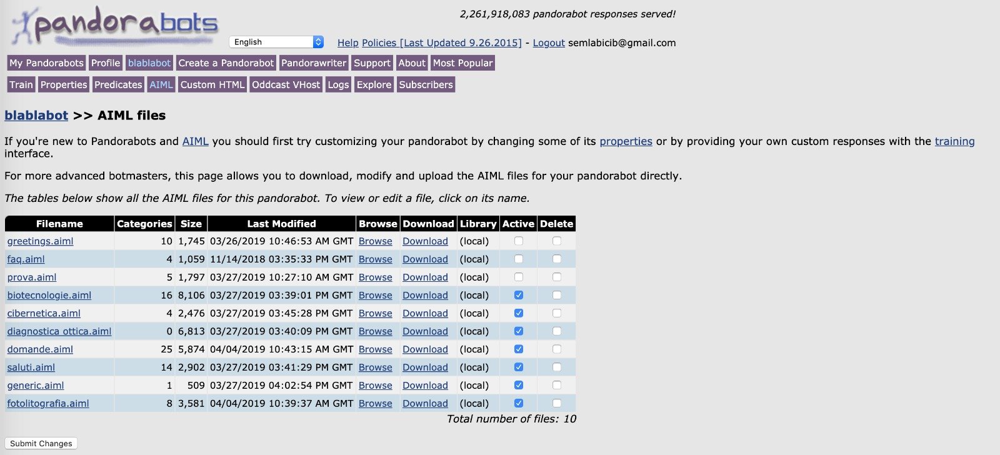 pandorabots
2,261,918,083 pandorabot responses served!
English
Help Policies [Last Updated 9.26.2015] - Logout semlabicib@gmail.com
My Pandorabots Profile blablabot Create a Pandorabot Pandorawriter Support About Most Popular
Train Properties Predicates AIML Custom HTML Oddcast VHost Logs Explore Subscribers
blablabot >> AIML files
If you're new to Pandorabots and AIML you should first try customizing your pandorabot by changing some of its properties or by providing your own custom responses with the training
interface.
For more advanced botmasters, this page allows you to download, modify and upload the AIML files for your pandorabot directly.
The tables below show all the AIML files for this pandorabot. To view or edit a file, click on its name.
Filename Categories Size Last Modified Browse Download Library Active Delete
greetings.aiml 10 1,745 03/26/2019 10:46:53 AM GMT Browse Download (local)
faq.aiml 4 1,059 11/14/2018 03:35:33 PM GMT Browse Download (local)
prova.aiml 5 1,797 03/27/2019 10:27:10 AM GMT Browse Download (local)
biotecnologie.aiml 16 8,106 03/27/2019 03:39:01 PM GMT Browse Download (local)
cibernetica.aiml 4 2,476 03/27/2019 03:45:28 PM GMT Browse Download (local)
diagnostica ottica.aiml 0 6,813 03/27/2019 03:40:09 PM GMT Browse Download (local)
domande.aiml 25 5,874 04/04/2019 10:43:15 AM GMT Browse Download (local)
saluti.aiml 14 2,902 03/27/2019 03:41:29 PM GMT Browse Download (local)
generic.aiml 1 509 03/27/2019 04:02:54 PM GMT Browse Download (local)
fotolitografia.aiml 8 3,581 04/04/2019 10:39:37 AM GMT Browse Download (local)
Total number of files: 10
Submit Changes